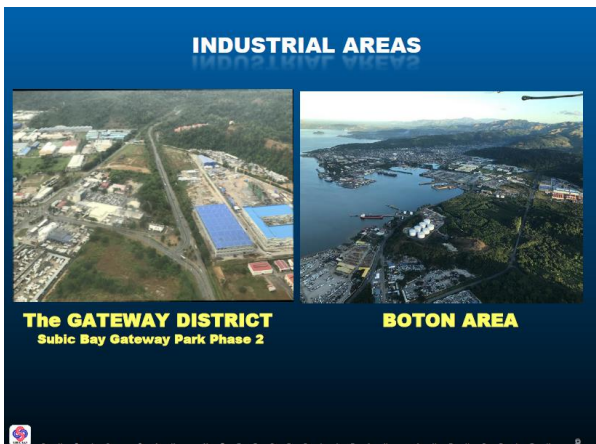 INDUSTRIAL AREAS
The GATEWAY DISTRICT
Subic Bay Gateway Park Phase 2
BOTON AREA